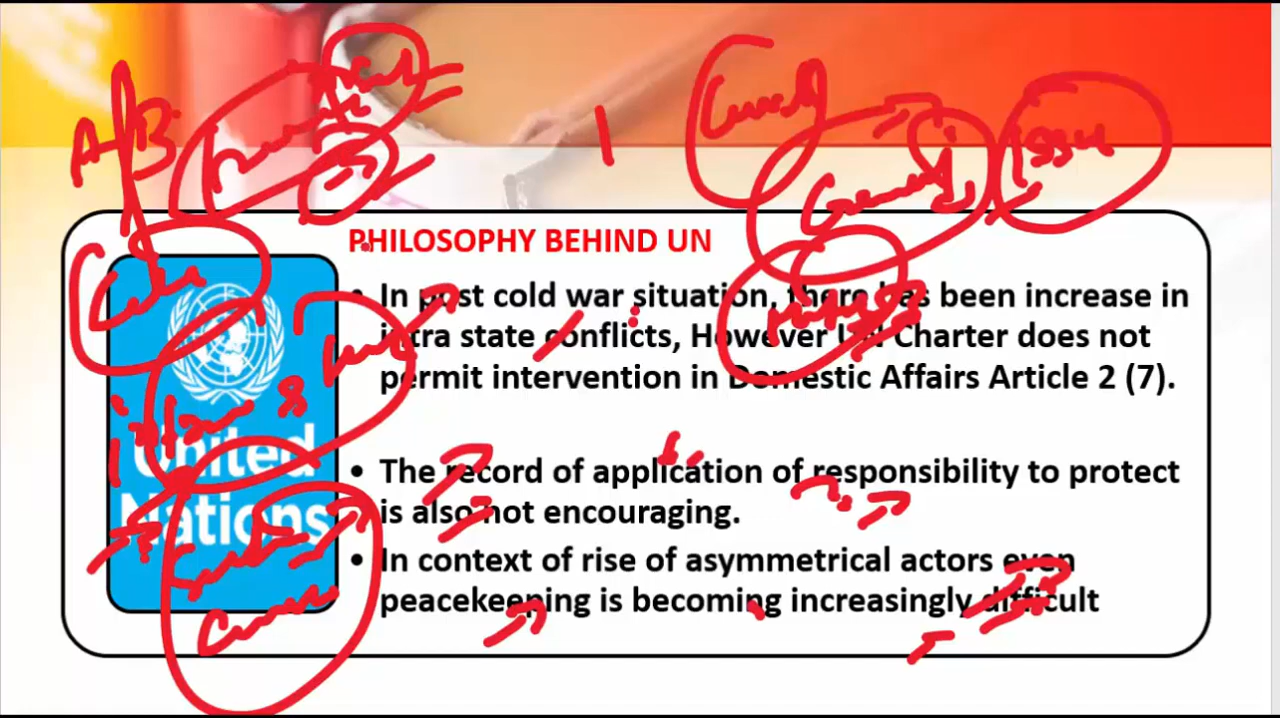 A B
issue
PHILOSOPHY BEHIND UN
• In post cold war situation, there has been increase in
intra state conflicts, However UN Charter does not
permit intervention in Domestic Affairs Article 2 (7).
• The record of application of responsibility to protect
is also not encouraging.
• In context of rise of asymmetrical actors even
peacekeeping is becoming increasingly difficult
United
Nations